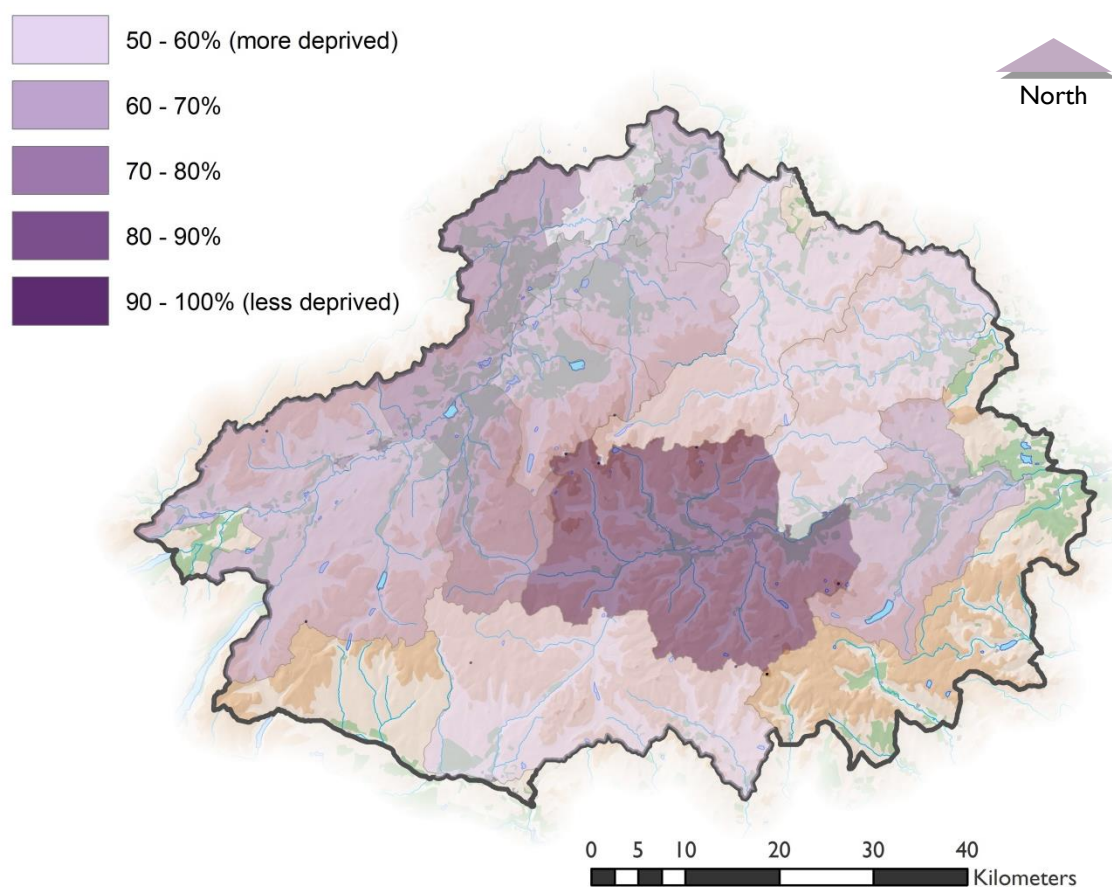 50 - 60% (more deprived)
60 - 70%
70 - 80%
80 - 90%
90 - 100% (less deprived)
North
0 5 10 20 30 40
Kilometers